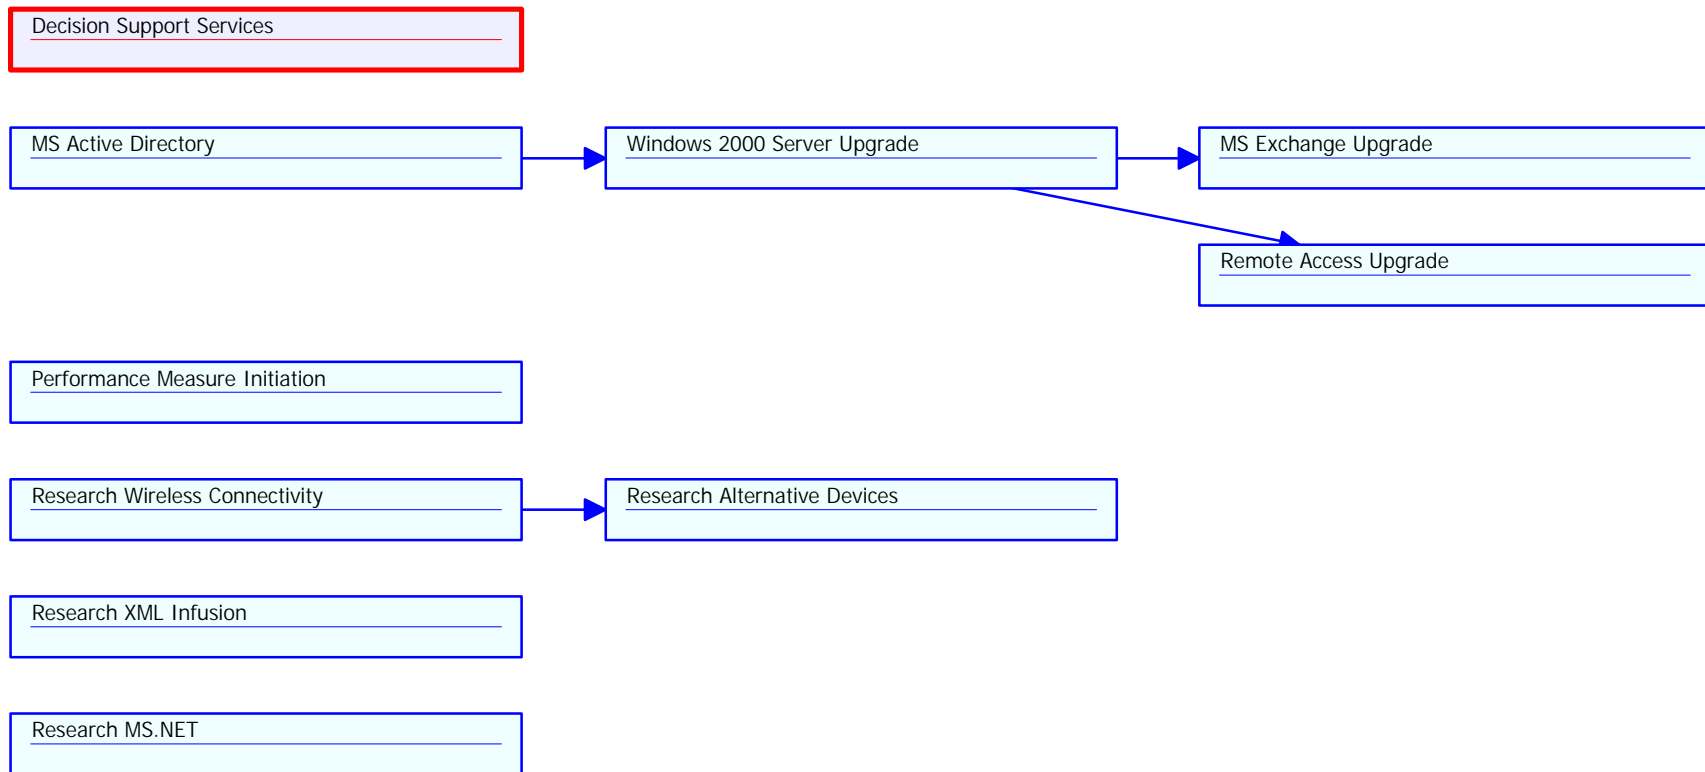 Decision Support Services
MS Active Directory
Windows 2000 Server Upgrade
MS Exchange Upgrade
Remote Access Upgrade
Performance Measure Initiation
Research Wireless Connectivity
Research Alternative Devices
Research XML Infusion
Research MS.NET